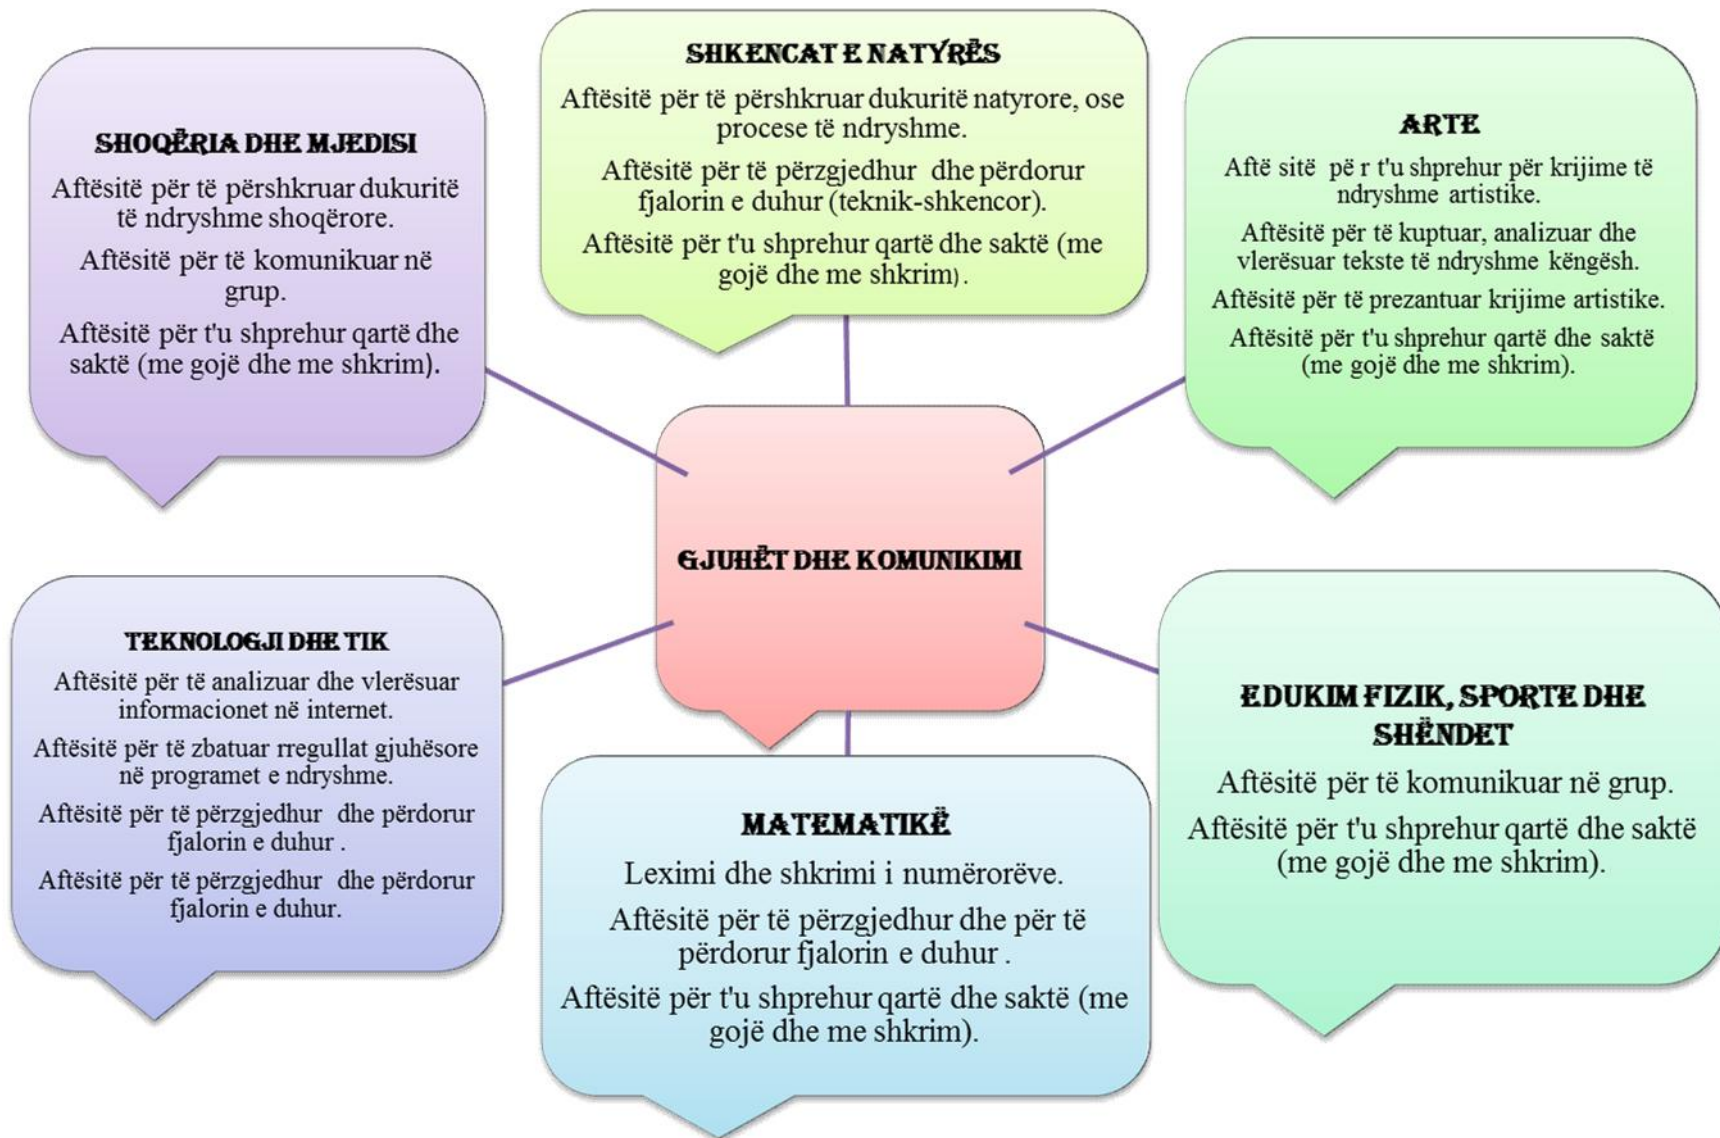 SHOQËRIA DHE MJEDISI
Aftësitë për të përshkruar dukuritë
të ndryshme shoqërore.
Aftësitë për të komunikuar në
grup.
Aftësitë për t'u shprehur qartë dhe
saktë (me gojë dhe me shkrim).
SHKENCAT E NATYRËS
Aftësitë për të përshkruar dukuritë natyrore, ose
procese të ndryshme.
Aftësitë për të përzgjedhur dhe përdorur
fjalorin e duhur (teknik-shkencor).
Aftësitë për t'u shprehur qartë dhe saktë (me
gojë dhe me shkrim).
ARTE
Aftë sitë pë r t'u shprehur për krijime të
ndryshme artistike.
Aftësitë për të kuptuar, analizuar dhe
vlerësuar tekste të ndryshme këngësh.
Aftësitë për të prezantuar krijime artistike.
Aftësitë për t'u shprehur qartë dhe saktë
(me gojë dhe me shkrim).
GJUHËT DHE KOMUNIKIMI
TEKNOLOGJI DHE TIK
Aftësitë për të analizuar dhe vlerësuar
informacionet në internet.
Aftësitë për të zbatuar rregullat gjuhësore
në programet e ndryshme.
Aftësitë për të përzgjedhur dhe përdorur
fjalorin e duhur .
Aftësitë për të përzgjedhur dhe përdorur
fjalorin e duhur.
MATEMATIKË
Leximi dhe shkrimi i numërorëve.
Aftësitë për të përzgjedhur dhe për të
përdorur fjalorin e duhur .
Aftësitë për t'u shprehur qartë dhe saktë (me
gojë dhe me shkrim).
EDUKIM FIZIK, SPORTE DHE
SHËNDET
Aftësitë për të komunikuar në grup.
Aftësitë për t'u shprehur qartë dhe saktë
(me gojë dhe me shkrim).